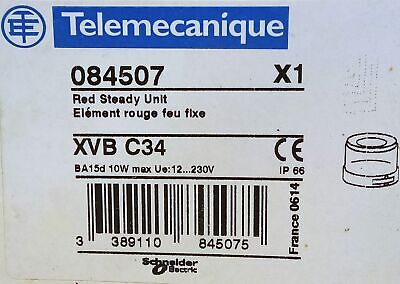 Telemecanique
084507 X1
Red Steady Unit
Elément rouge feu fixe
XVB C34 CE
BA15d 10W max Ue:12...230V IP 66
France 0614
3 389110 845075
Schneider Electric